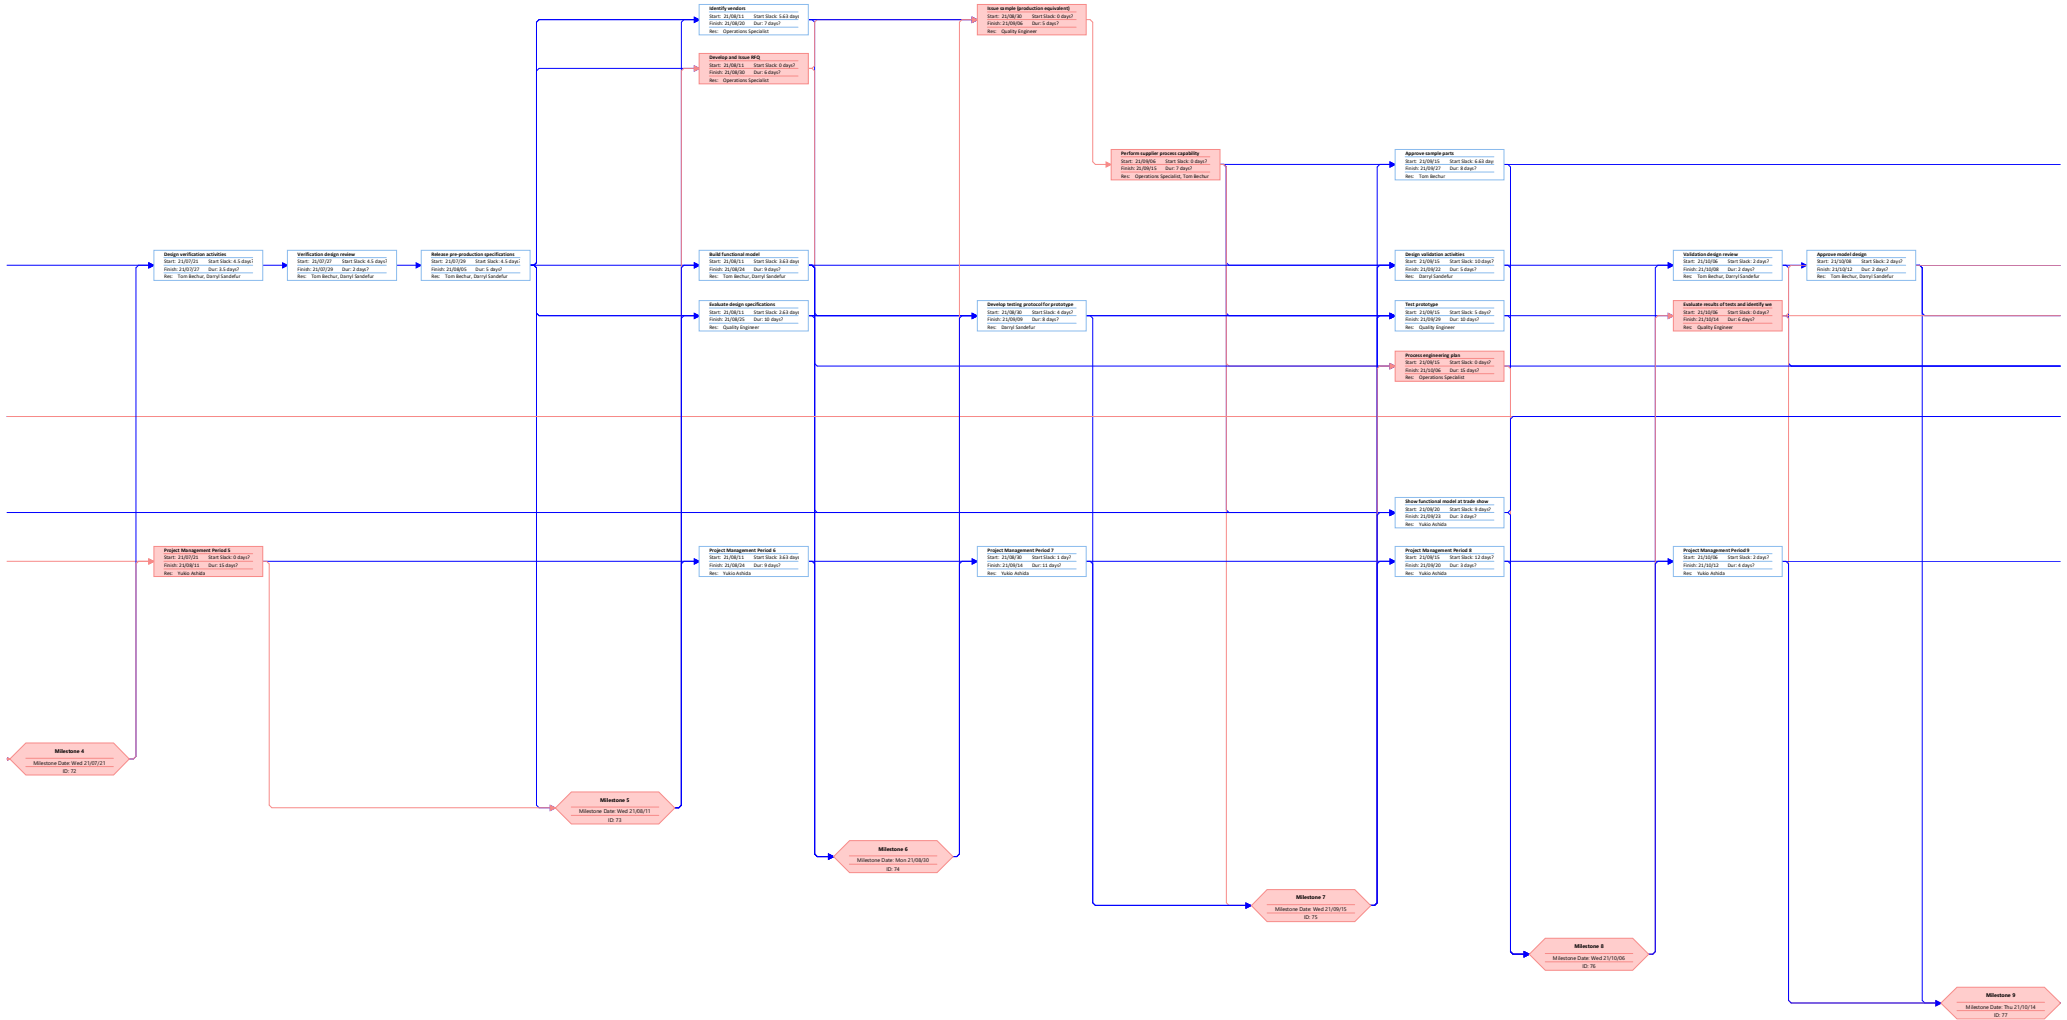 Identify vendors
Start: 21/08/11 Start Slack: 5.63 days
Finish: 21/08/20 Dur: 7 days?
Res: Operations Specialist
Issue sample (production equivalent)
Start: 21/08/30 Start Slack: 0 days?
Finish: 21/09/06 Dur: 5 days?
Res: Quality Engineer
Develop and Issue RFQ
Start: 21/08/11 Start Slack: 0 days?
Finish: 21/08/30 Dur: 6 days?
Res: Operations Specialist
Perform supplier process capability
Start: 21/09/06 Start Slack: 0 days?
Finish: 21/09/15 Dur: 7 days?
Res: Operations Specialist, Tom Bechur
Approve sample parts
Start: 21/09/15 Start Slack: 6.63 day
Finish: 21/09/27 Dur: 8 days?
Res: Tom Bechur
Design verification activities
Start: 21/07/21 Start Slack: 4.5 days?
Finish: 21/07/27 Dur: 3.5 days?
Res: Tom Bechur, Darryl Sandefur
Verification design review
Start: 21/07/27 Start Slack: 4.5 days?
Finish: 21/07/29 Dur: 2 days?
Res: Tom Bechur, Darryl Sandefur
Release pre-production specifications
Start: 21/07/29 Start Slack: 4.5 days?
Finish: 21/08/05 Dur: 5 days?
Res: Tom Bechur, Darryl Sandefur
Build functional model
Start: 21/08/11 Start Slack: 3.63 days
Finish: 21/08/24 Dur: 9 days?
Res: Tom Bechur, Darryl Sandefur
Design validation activities
Start: 21/09/15 Start Slack: 10 days?
Finish: 21/09/22 Dur: 5 days?
Res: Darryl Sandefur
Validation design review
Start: 21/10/06 Start Slack: 2 days?
Finish: 21/10/08 Dur: 2 days?
Res: Tom Bechur, Darryl Sandefur
Approve model design
Start: 21/10/08 Start Slack: 2 days?
Finish: 21/10/12 Dur: 2 days?
Res: Tom Bechur, Darryl Sandefur
Evaluate design specifications
Start: 21/08/11 Start Slack: 2.63 days
Finish: 21/08/25 Dur: 10 days?
Res: Quality Engineer
Develop testing protocol for prototype
Start: 21/08/30 Start Slack: 4 days?
Finish: 21/09/09 Dur: 8 days?
Res: Darryl Sandefur
Test prototype
Start: 21/09/15 Start Slack: 5 days?
Finish: 21/09/29 Dur: 10 days?
Res: Quality Engineer
Evaluate results of tests and identify we
Start: 21/10/06 Start Slack: 0 days?
Finish: 21/10/14 Dur: 6 days?
Res: Quality Engineer
Process engineering plan
Start: 21/09/15 Start Slack: 0 days?
Finish: 21/10/06 Dur: 15 days?
Res: Operations Specialist
Show functional model at trade show
Start: 21/09/20 Start Slack: 9 days?
Finish: 21/09/23 Dur: 3 days?
Res: Yukio Ashida
Project Management Period 5
Start: 21/07/21 Start Slack: 0 days?
Finish: 21/08/11 Dur: 15 days?
Res: Yukio Ashida
Project Management Period 6
Start: 21/08/11 Start Slack: 3.63 days
Finish: 21/08/24 Dur: 9 days?
Res: Yukio Ashida
Project Management Period 7
Start: 21/08/30 Start Slack: 1 day?
Finish: 21/09/14 Dur: 11 days?
Res: Yukio Ashida
Project Management Period 8
Start: 21/09/15 Start Slack: 12 days?
Finish: 21/09/20 Dur: 3 days?
Res: Yukio Ashida
Project Management Period 9
Start: 21/10/06 Start Slack: 2 days?
Finish: 21/10/12 Dur: 4 days?
Res: Yukio Ashida
Milestone 4
Milestone Date: Wed 21/07/21
ID: 72
Milestone 5
Milestone Date: Wed 21/08/11
ID: 73
Milestone 6
Milestone Date: Mon 21/08/30
ID: 74
Milestone 7
Milestone Date: Wed 21/09/15
ID: 75
Milestone 8
Milestone Date: Wed 21/10/06
ID: 76
Milestone 9
Milestone Date: Thu 21/10/14
ID: 77